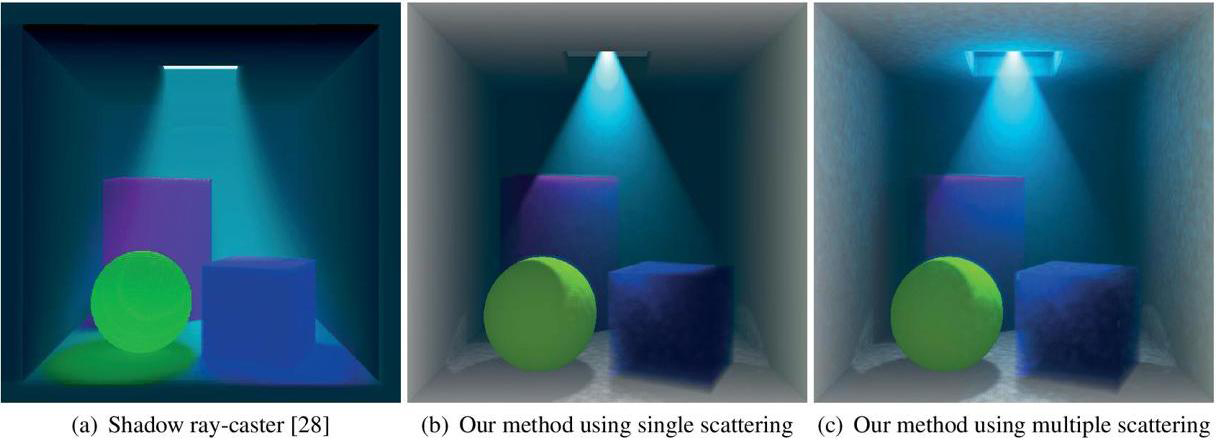 (a) Shadow ray-caster [28]
(b) Our method using single scattering
(c) Our method using multiple scattering